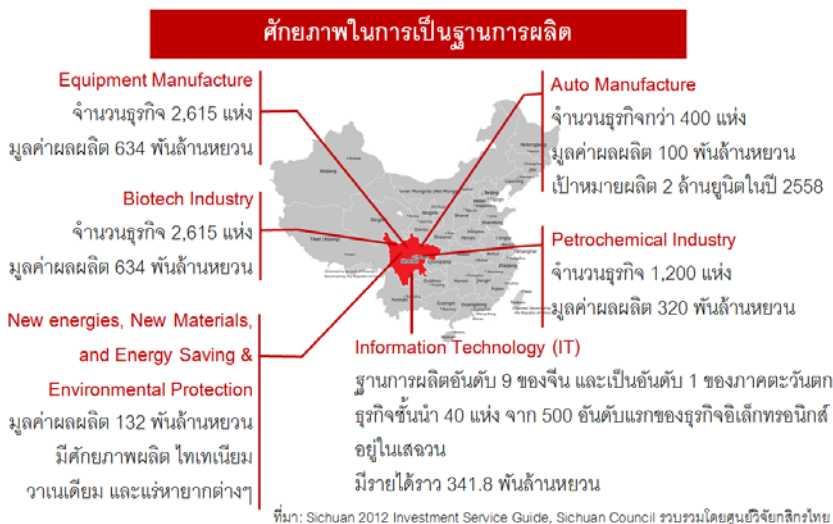 ศักยภาพในการเป็นฐานการผลิต
Equipment Manufacture
จำนวนธุรกิจ 2,615 แห่ง
มูลค่าผลผลิต 634 พันล้านหยวน
Biotech Industry
จำนวนธุรกิจ 2,615 แห่ง
มูลค่าผลผลิต 634 พันล้านหยวน
New energies, New Materials,
and Energy Saving &
Environmental Protection
มูลค่าผลผลิต 132 พันล้านหยวน
มีศักยภาพผลิต ไทเทเนียม
วาเนเดียม และแร่หายากต่างๆ
Auto Manufacture
จำนวนธุรกิจกว่า 400 แห่ง
มูลค่าผลผลิต 100 พันล้านหยวน
เป้าหมายผลิต 2 ล้านยูนิตในปี 2558
Petrochemical Industry
จำนวนธุรกิจ 1,200 แห่ง
มูลค่าผลผลิต 320 พันล้านหยวน
Information Technology (IT)
ฐานการผลิตอันดับ 9 ของจีน และเป็นอันดับ 1 ของภาคตะวันตก
ธุรกิจชั้นนำ 40 แห่ง จาก 500 อันดับแรกของธุรกิจอิเล็กทรอนิกส์
อยู่ในเสฉวน
มีรายได้ราว 341.8 พันล้านหยวน
ที่มา: Sichuan 2012 Investment Service Guide, Sichuan Council รวบรวมโดยศูนย์วิจัยกสิกรไทย